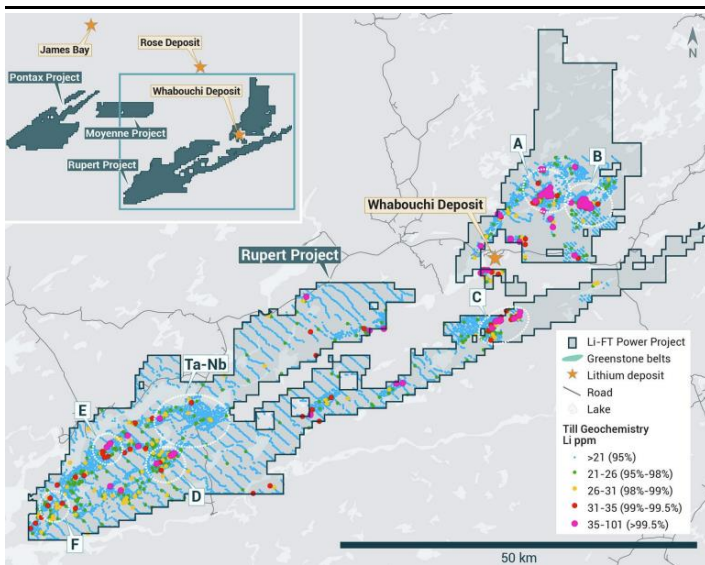 James Bay
Rose Deposit
Pontax Project
Whabouchi Deposit
Moyenne Project
Rupert Project
N
A
B
Whabouchi Deposit
Rupert Project
C
Ta-Nb
E
D
F
Li-FT Power Project
Greenstone belts
Lithium deposit
Road
Lake
Till Geochemistry
Li ppm
>21 (95%)
21-26 (95%-98%)
26-31 (98%-99%)
31-35 (99%-99.5%)
35-101 (>99.5%)
50 km